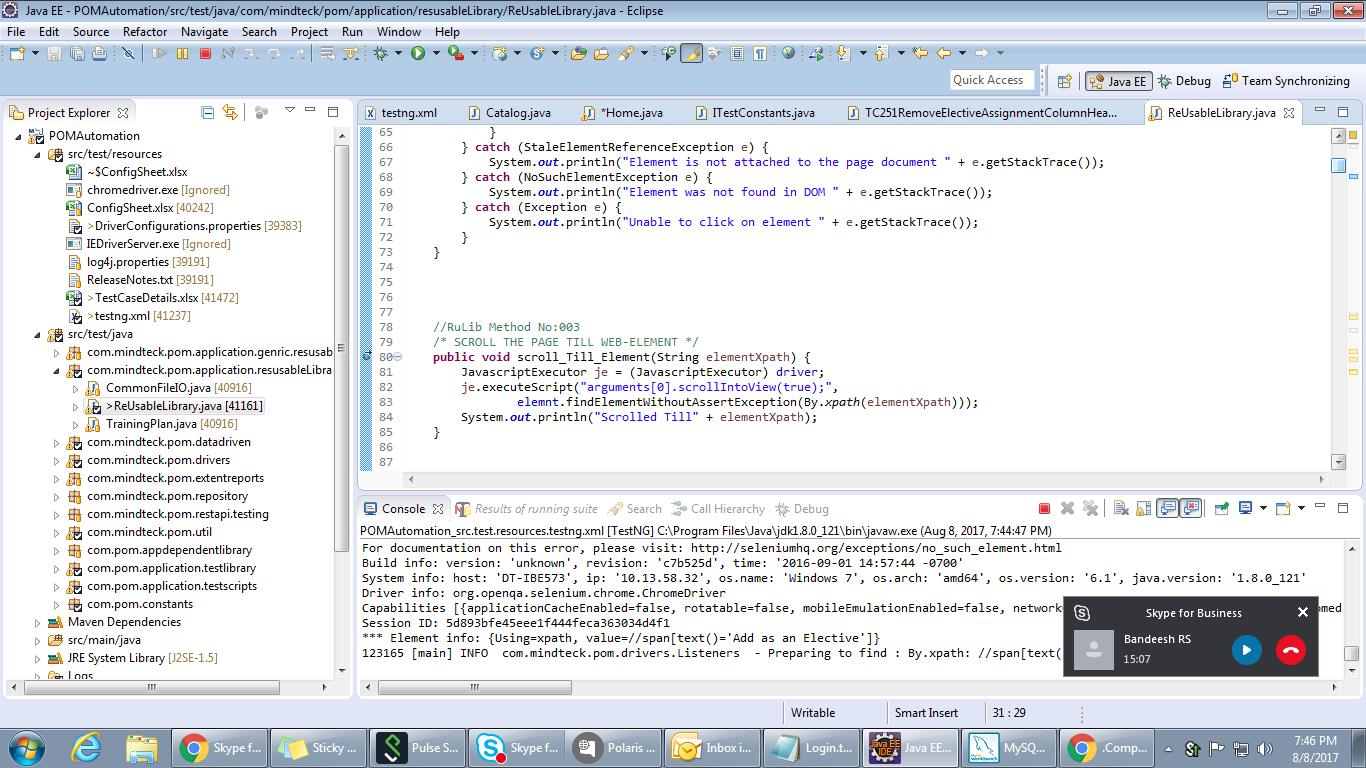 Java EE - POMAutomation/src/test/java/com/mindteck/pom/application/resusableLibrary/ReUsableLibrary.java - Eclipse
File Edit Source Refactor Navigate Search Project Run Window Help
Quick Access
Java EE
Debug
Team Synchronizing
Project Explorer
testng.xml
Catalog.java
*Home.java
ITestConstants.java
TC251RemoveElectiveAssignmentColumnHea...
ReUsableLibrary.java
POMAutomation
src/test/resources
~$ConfigSheet.xlsx
chromedriver.exe [Ignored]
ConfigSheet.xlsx [40242]
>DriverConfigurations.properties [39383]
IEDriverServer.exe [Ignored]
log4j.properties [39191]
ReleaseNotes.txt [39191]
>TestCaseDetails.xlsx [41472]
>testng.xml [41237]
src/test/java
com.mindteck.pom.application.genric.resusab
com.mindteck.pom.application.resusableLibra
CommonFileIO.java [40916]
>ReUsableLibrary.java [41161]
TrainingPlan.java [40916]
com.mindteck.pom.datadriven
com.mindteck.pom.drivers
com.mindteck.pom.extentreports
com.mindteck.pom.repository
com.mindteck.pom.restapi.testing
com.mindteck.pom.util
com.pom.appdependentlibrary
com.pom.application.testlibrary
com.pom.application.testscripts
com.pom.constants
Maven Dependencies
src/main/java
JRE System Library [J2SE-1.5]
Logs
65 }
66 } catch (StaleElementReferenceException e) {
67 System.out.println("Element is not attached to the page document " + e.getStackTrace());
68 } catch (NoSuchElementException e) {
69 System.out.println("Element was not found in DOM " + e.getStackTrace());
70 } catch (Exception e) {
71 System.out.println("Unable to click on element " + e.getStackTrace());
72 }
73 }
74
75
76
77
78 //RuLib Method No:003
79 /* SCROLL THE PAGE TILL WEB-ELEMENT */
80 public void scroll_Till_Element(String elementXpath) {
81 JavascriptExecutor je = (JavascriptExecutor) driver;
82 je.executeScript("arguments[0].scrollIntoView(true);",
83 elemnt.findElementWithoutAssertException(By.xpath(elementXpath)));
84 System.out.println("Scrolled Till" + elementXpath);
85 }
86
87
Console
Results of running site
Search
Call Hierarchy
Debug
POMAutomation_src.test.resources.testng.xml [TestNG] C:\Program Files\Java\jdk1.8.0_121\bin\javaw.exe (Aug 8, 2017, 7:44:47 PM)
For documentation on this error, please visit: http://seleniumhq.org/exceptions/no_such_element.html
Build info: version: 'unknown', revision: 'c7b525d', time: '2016-09-01 14:57:44 -0700'
System info: host: 'DT-IBE573', ip: '10.13.58.32', os.name: 'Windows 7', os.arch: 'amd64', os.version: '6.1', java.version: '1.8.0_121'
Driver info: org.openqa.selenium.chrome.ChromeDriver
Capabilities [{applicationCacheEnabled=false, rotatable=false, mobileEmulationEnabled=false, network
Session ID: 5d893bfe45eee1f444feca363034d4f1
*** Element info: {Using=xpath, value=//span[text()='Add as an Elective']}
123165 [main] INFO com.mindteck.pom.drivers.Listeners - Preparing to find : By.xpath: //span[text(
Skype for Business
Bandeesh RS
15:07
Writable
Smart Insert
31 : 29
Skype f...
Sticky ...
Pulse S...
Skype f...
Polaris ...
Inbox i...
Login.t...
Java EE...
MySQ...
.Comp...
7:46 PM
8/8/2017